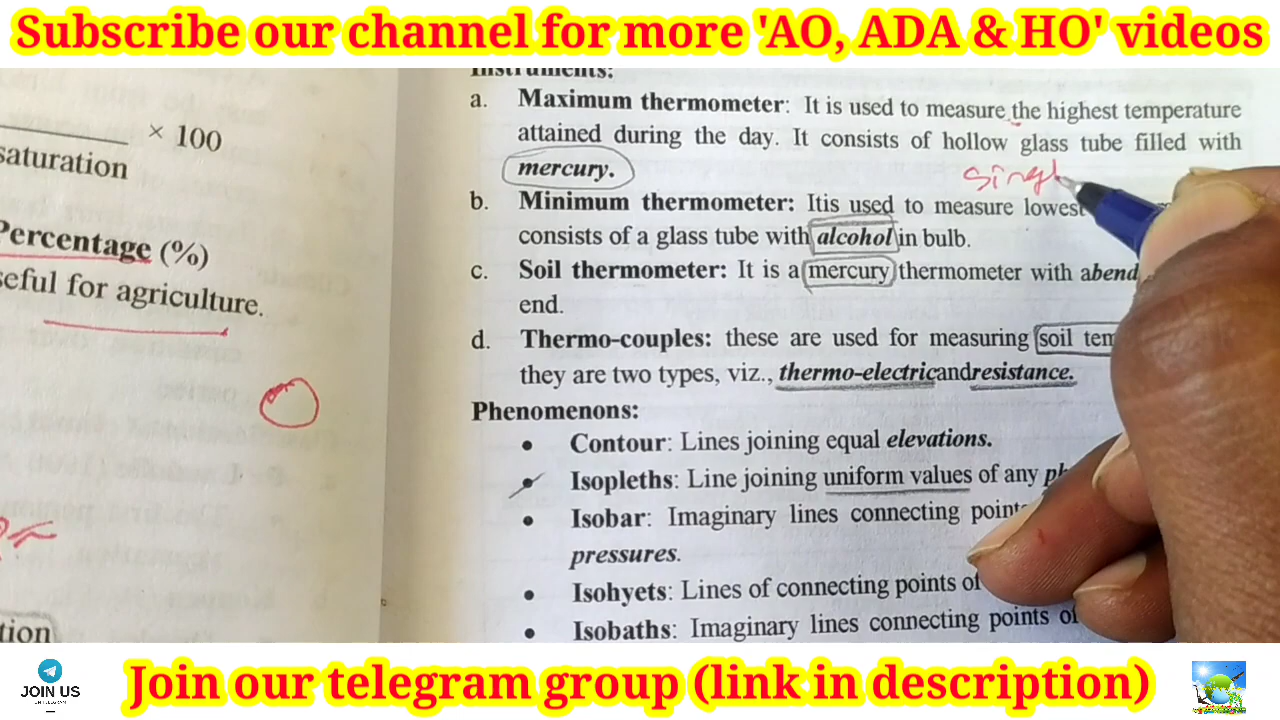 Subscribe our channel for more 'AO, ADA & HO' videos
Instruments:
× 100
saturation
Percentage (%)
seful for agriculture.
tion
a. Maximum thermometer: It is used to measure the highest temperature
attained during the day. It consists of hollow glass tube filled with
mercury.
b. Minimum thermometer: Itis used to measure lowest
consists of a glass tube with alcohol in bulb.
c. Soil thermometer: It is a mercury thermometer with abend
end.
d. Thermo-couples: these are used for measuring soil tem
they are two types, viz., thermo-electricandresistance.
Phenomenons:
• Contour: Lines joining equal elevations.
• Isopleths: Line joining uniform values of any ph
• Isobar: Imaginary lines connecting points
pressures.
• Isohyets: Lines of connecting points of
• Isobaths: Imaginary lines connecting points of
JOIN US
ON TELEGRAM
Join our telegram group (link in description)